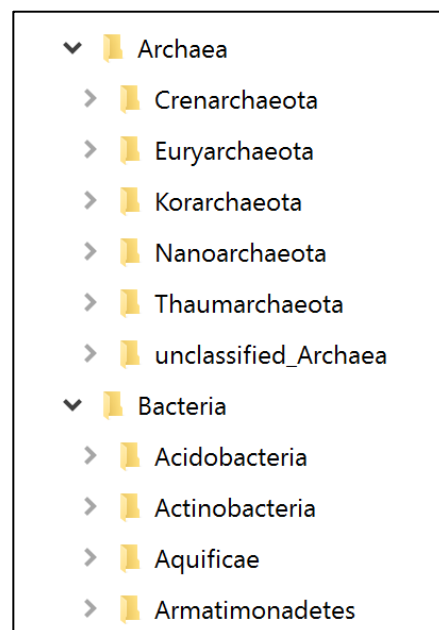 Archaea
Crenarchaeota
Euryarchaeota
Korarchaeota
Nanoarchaeota
Thaumarchaeota
unclassified_Archaea
Bacteria
Acidobacteria
Actinobacteria
Aquificae
Armatimonadetes